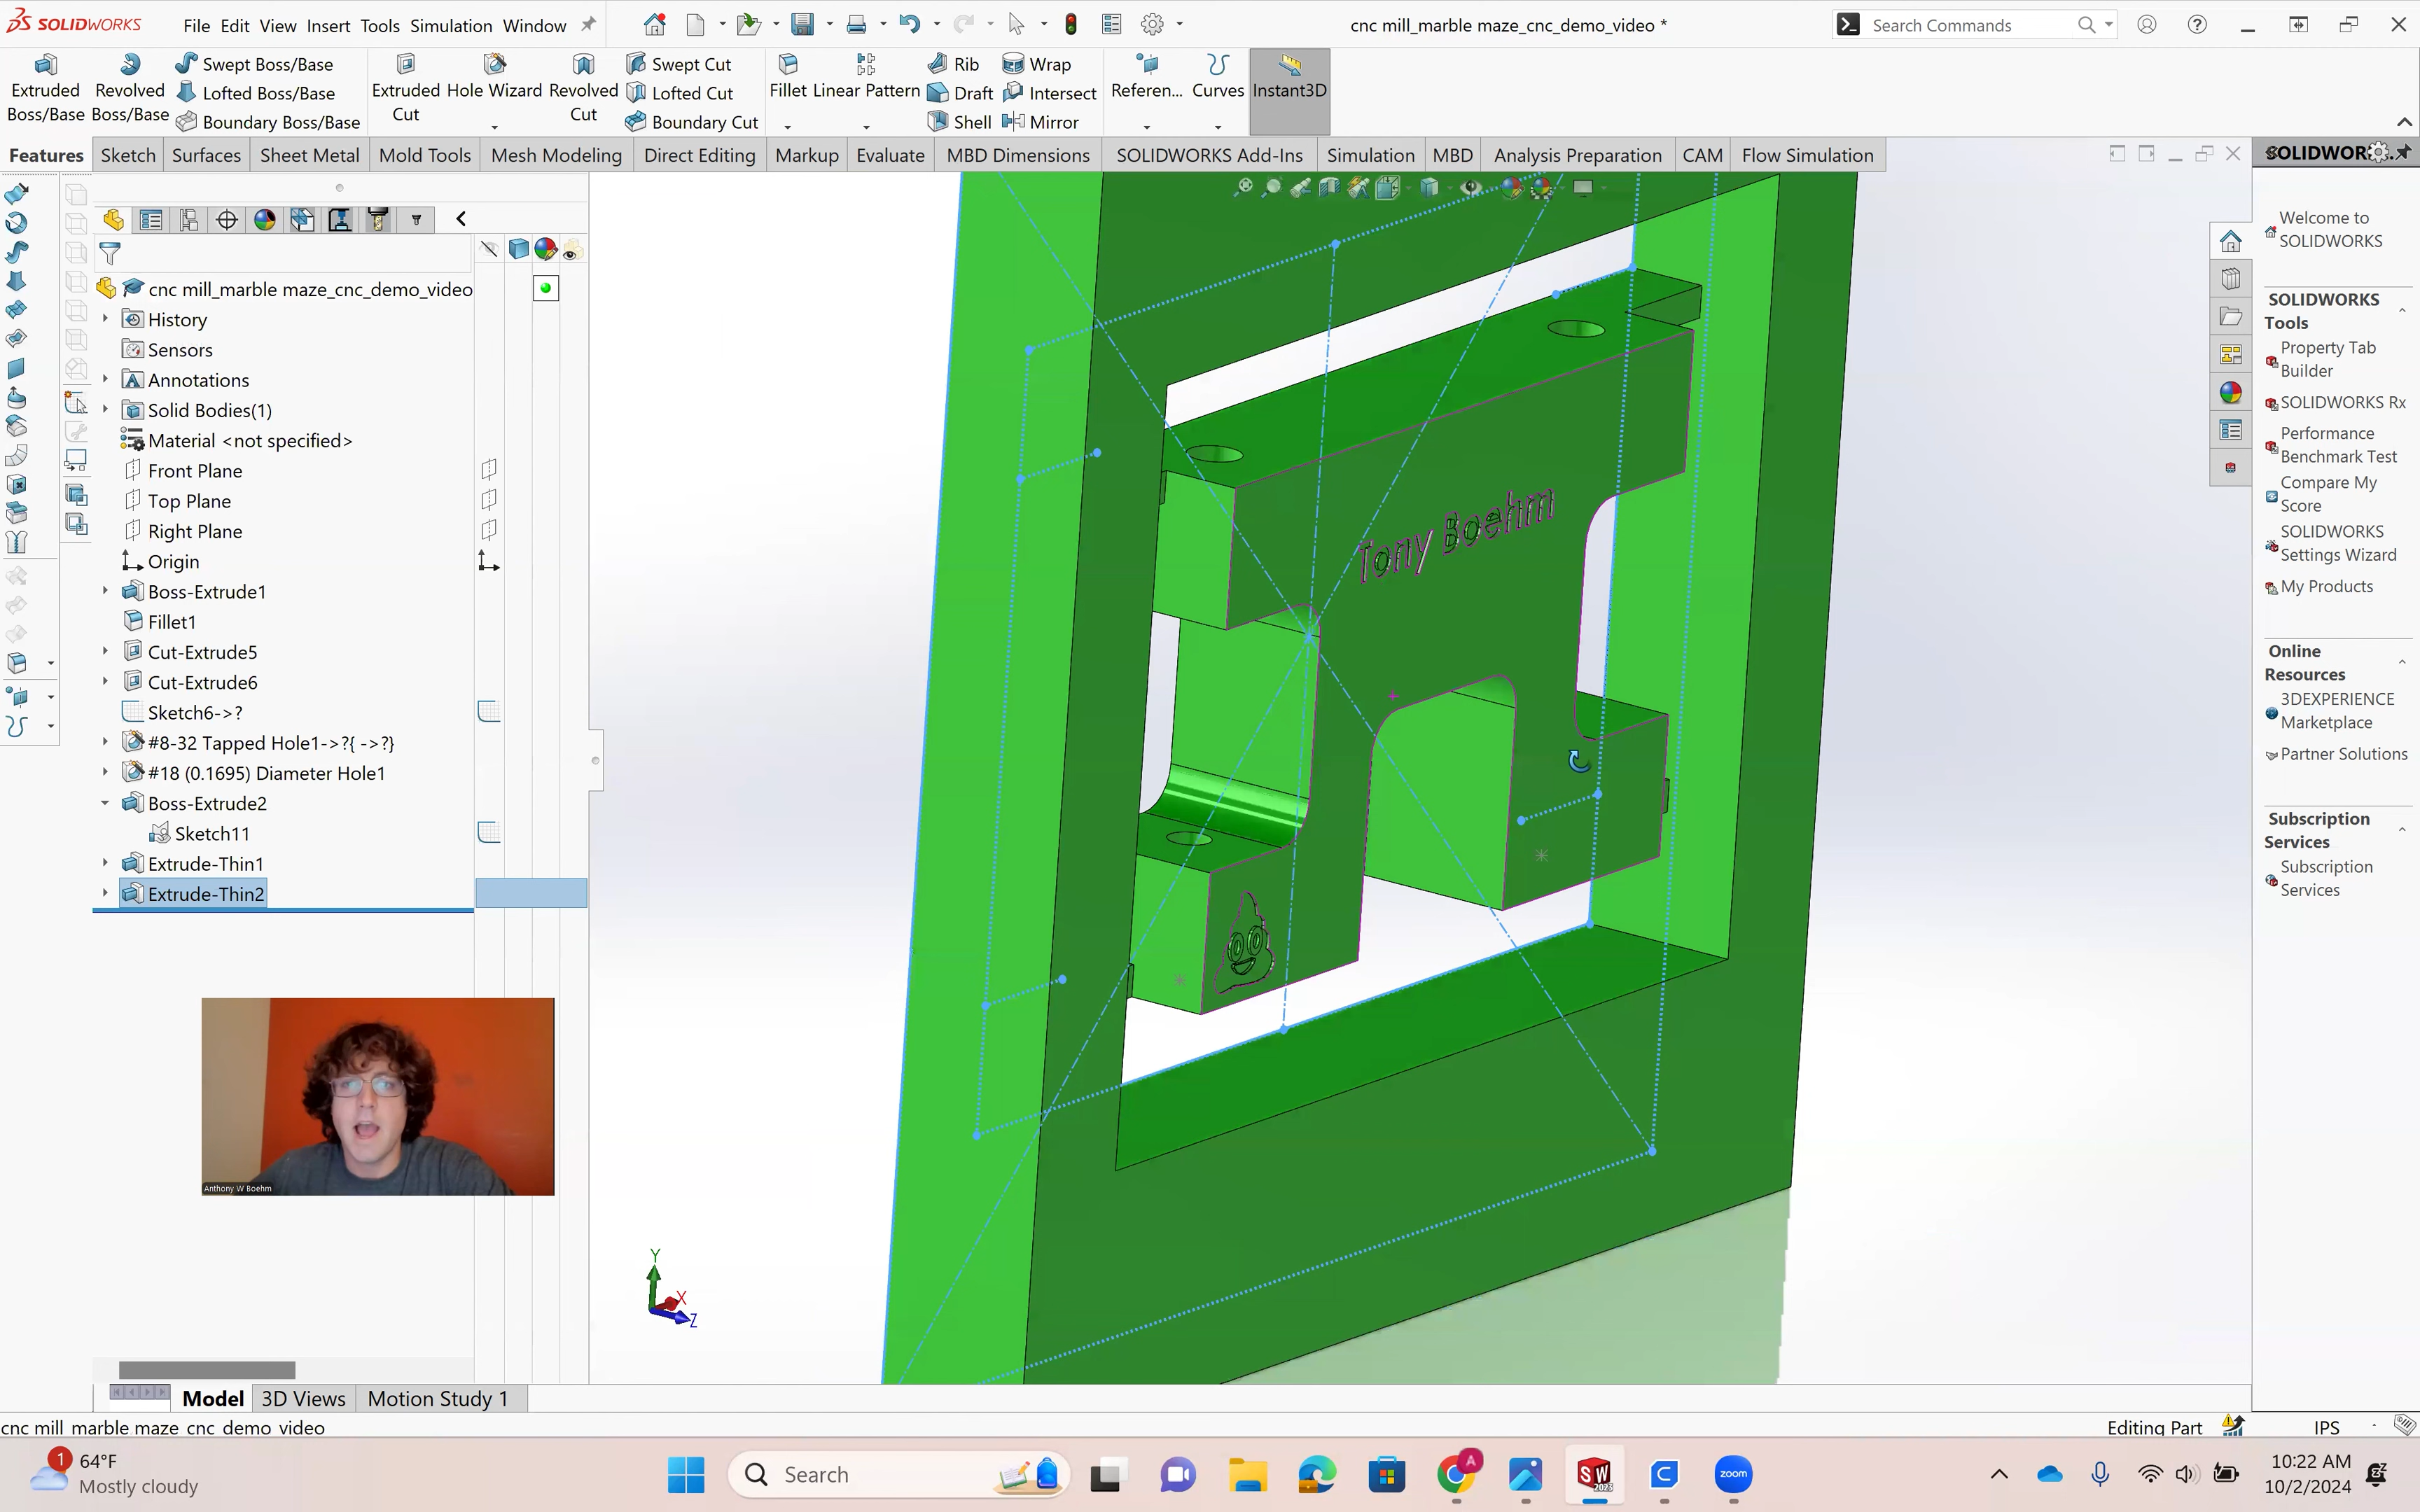 SOLIDWORKS
File Edit View Insert Tools Simulation Window
cnc mill_marble maze_cnc_demo_video *
Search Commands
Extruded Boss/Base
Revolved Boss/Base
Swept Boss/Base
Lofted Boss/Base
Boundary Boss/Base
Extruded Cut
Hole Wizard
Revolved Cut
Swept Cut
Lofted Cut
Boundary Cut
Fillet
Linear Pattern
Rib
Draft
Shell
Wrap
Intersect
Mirror
Referen...
Curves
Instant3D
Features Sketch Surfaces Sheet Metal Mold Tools Mesh Modeling Direct Editing Markup Evaluate MBD Dimensions SOLIDWORKS Add-Ins Simulation MBD Analysis Preparation CAM Flow Simulation
cnc mill_marble maze_cnc_demo_video
History
Sensors
Annotations
Solid Bodies(1)
Material <not specified>
Front Plane
Top Plane
Right Plane
Origin
Boss-Extrude1
Fillet1
Cut-Extrude5
Cut-Extrude6
Sketch6->?
#8-32 Tapped Hole1->?{ ->?}
#18 (0.1695) Diameter Hole1
Boss-Extrude2
Sketch11
Extrude-Thin1
Extrude-Thin2
Anthony W Boehm
Tony Boehm
Y
X
Z
SOLIDWOR...
Welcome to
SOLIDWORKS
SOLIDWORKS
Tools
Property Tab
Builder
SOLIDWORKS Rx
Performance
Benchmark Test
Compare My
Score
SOLIDWORKS
Settings Wizard
My Products
Online
Resources
3DEXPERIENCE
Marketplace
Partner Solutions
Subscription
Services
Subscription
Services
Model 3D Views Motion Study 1
cnc mill_marble maze_cnc_demo_video
Editing Part
IPS
1
64°F
Mostly cloudy
Search
A
SW
2023
C
zoom
10:22 AM
10/2/2024